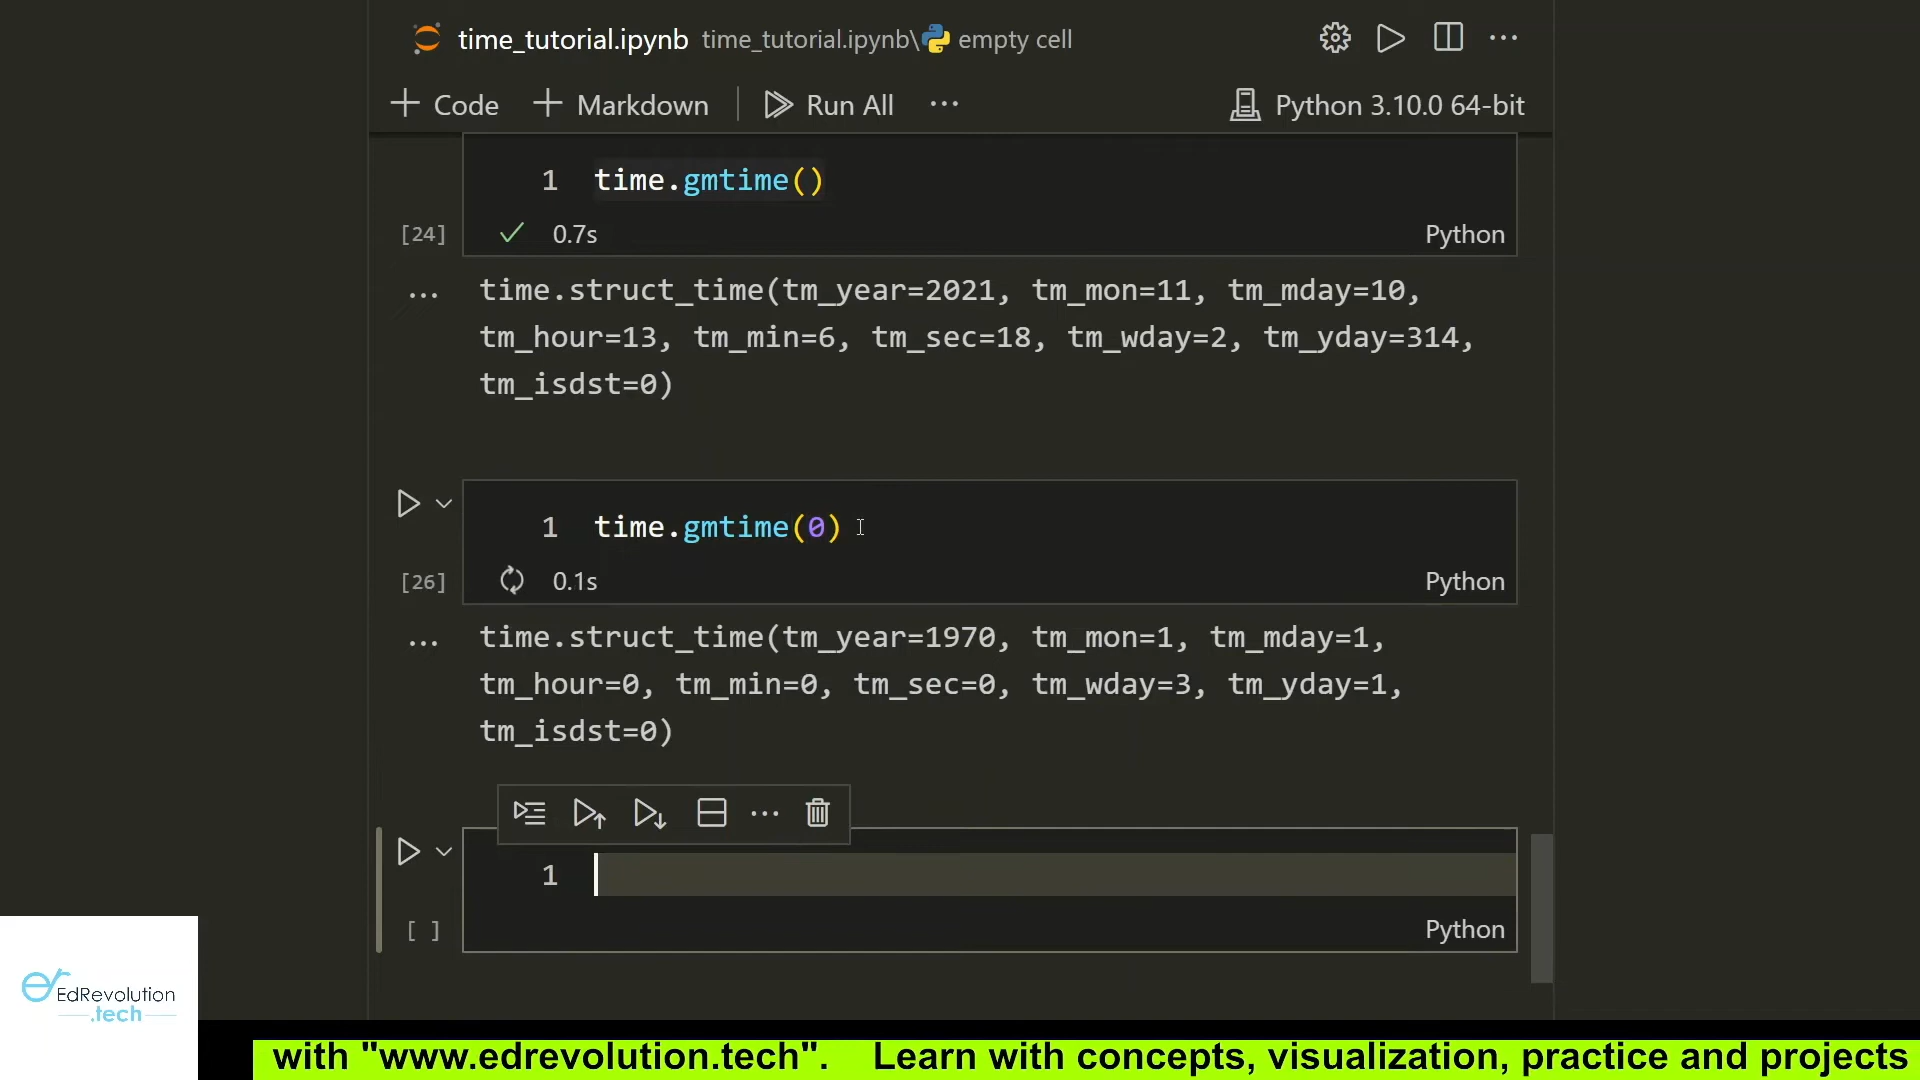 time_tutorial.ipynb time_tutorial.ipynb\ empty cell
+ Code + Markdown Run All ... Python 3.10.0 64-bit
1 time.gmtime()
[24] 0.7s Python
... time.struct_time(tm_year=2021, tm_mon=11, tm_mday=10,
tm_hour=13, tm_min=6, tm_sec=18, tm_wday=2, tm_yday=314,
tm_isdst=0)
1 time.gmtime(0)
[26] 0.1s Python
... time.struct_time(tm_year=1970, tm_mon=1, tm_mday=1,
tm_hour=0, tm_min=0, tm_sec=0, tm_wday=3, tm_yday=1,
tm_isdst=0)
1
[ ] Python
EdRevolution
.tech
with "www.edrevolution.tech". Learn with concepts, visualization, practice and projects